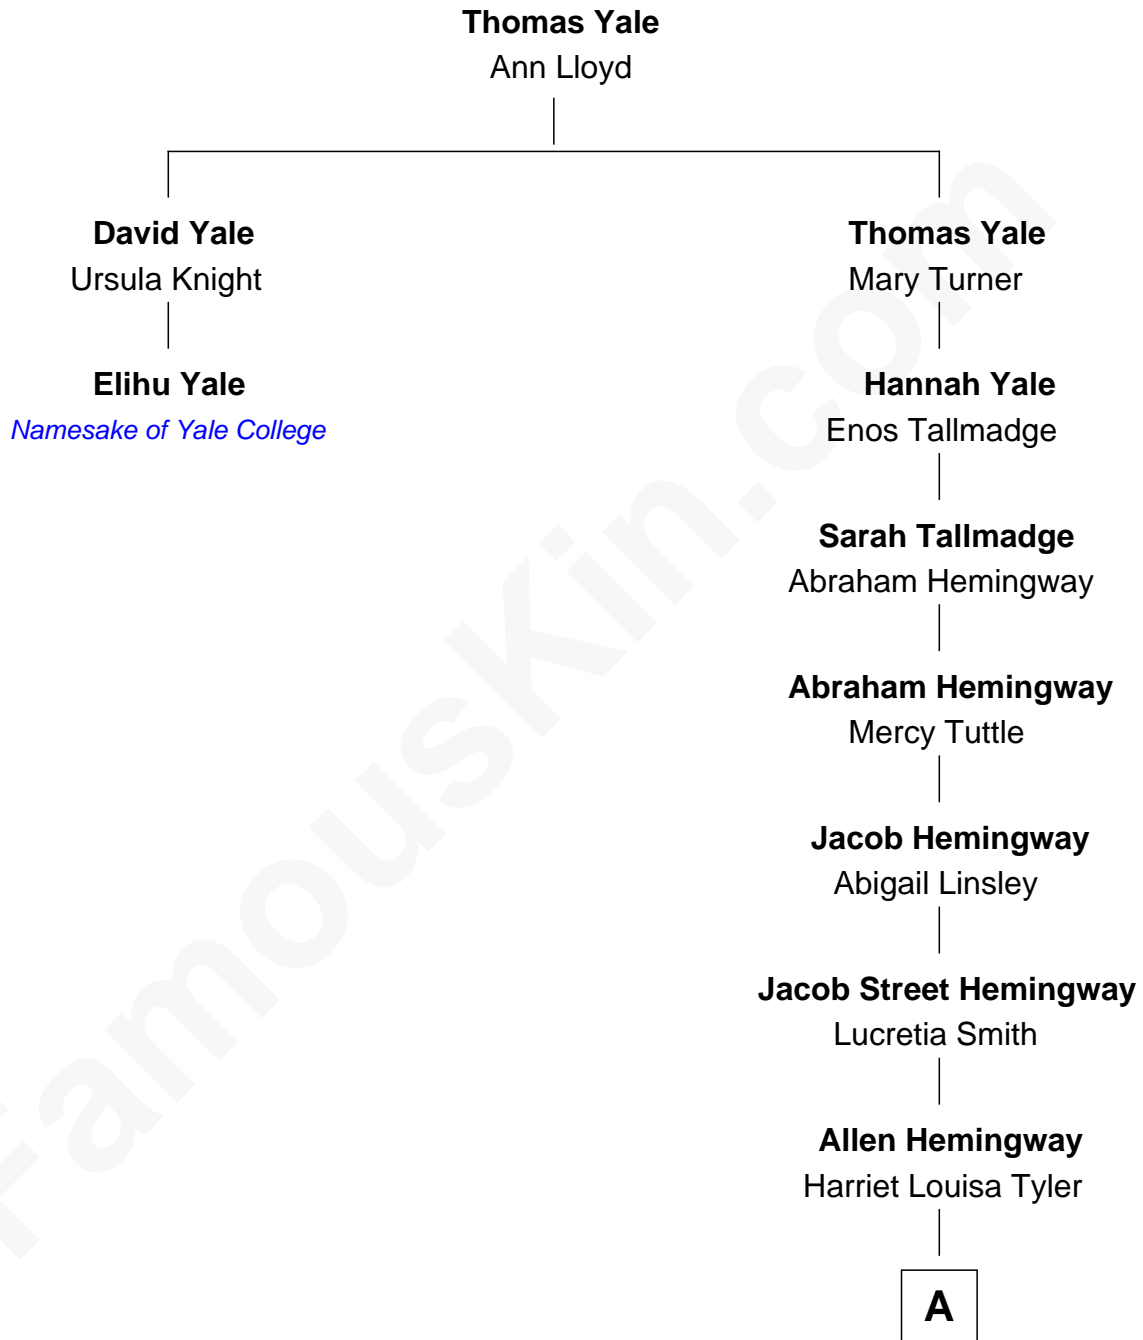 Thomas Yale
Ann Lloyd
David Yale
Ursula Knight
Elihu Yale
Namesake of Yale College
Thomas Yale
Mary Turner
Hannah Yale
Enos Tallmadge
Sarah Tallmadge
Abraham Hemingway
Abraham Hemingway
Mercy Tuttle
Jacob Hemingway
Abigail Linsley
Jacob Street Hemingway
Lucretia Smith
Allen Hemingway
Harriet Louisa Tyler
A
FamousKin.com